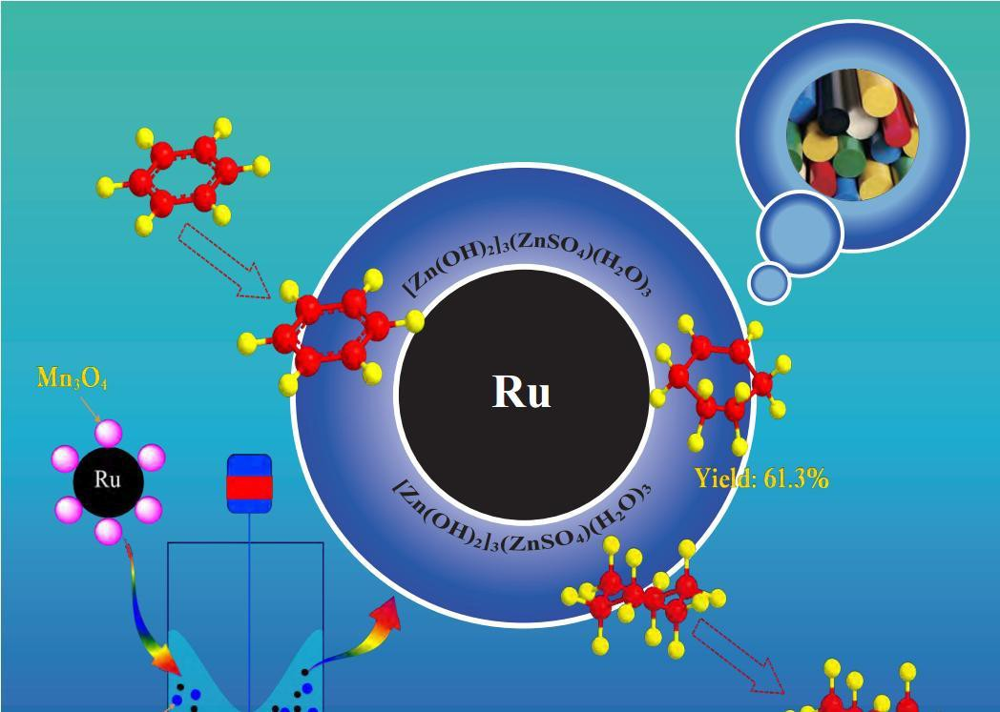 [Zn(OH)₂]₃(ZnSO₄)(H₂O)₃
Ru
Mn₃O₄
Ru
Yield: 61.3%
[Zn(OH)₂]₃(ZnSO₄)(H₂O)₃